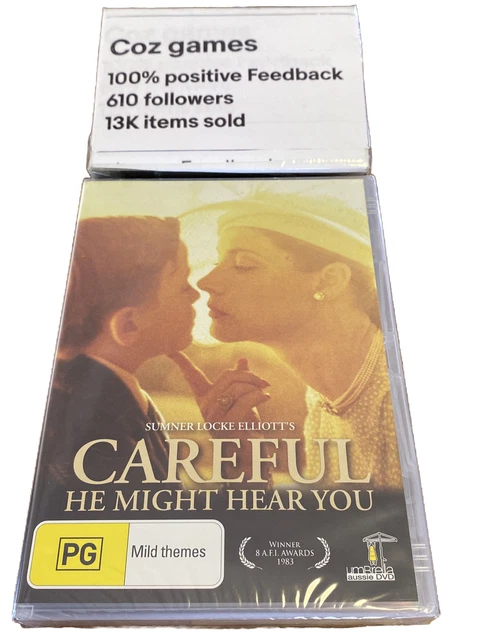 Coz games
100% positive Feedback
610 followers
13K items sold
SUMNER LOCKE ELLIOTT'S
CAREFUL
HE MIGHT HEAR YOU
PG
Mild themes
WINNER
8 A.F.I. AWARDS
1983
umbrella
aussie DVD